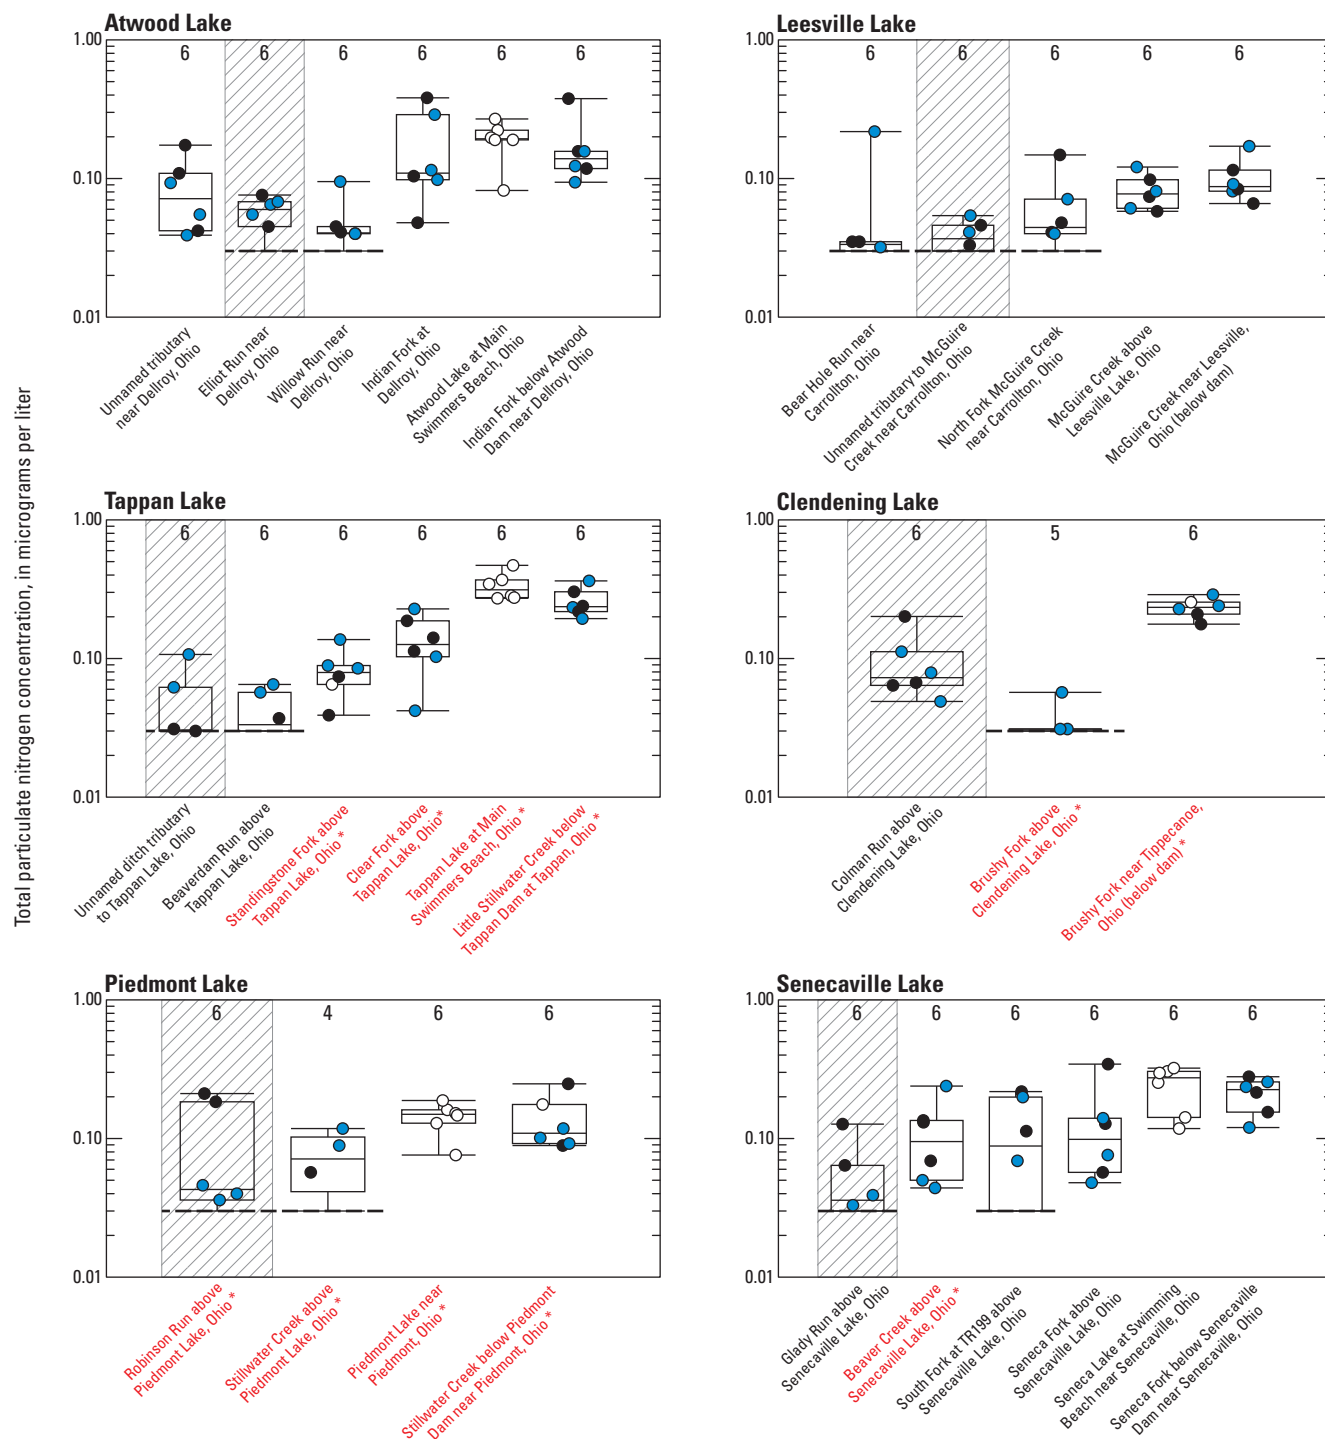 Total particulate nitrogen concentration, in micrograms per liter
Atwood Lake
1.00
0.10
0.01
6 6 6 6 6 6
Unnamed tributary
near Dellroy, Ohio
Elliot Run near
Dellroy, Ohio
Willow Run near
Dellroy, Ohio
Indian Fork at
Dellroy, Ohio
Atwood Lake at Main
Swimmers Beach, Ohio
Indian Fork below Atwood
Dam near Dellroy, Ohio
Leesville Lake
1.00
0.10
0.01
6 6 6 6 6
Bear Hole Run near
Carrollton, Ohio
Unnamed tributary to McGuire
Creek near Carrollton, Ohio
North Fork McGuire Creek
near Carrollton, Ohio
McGuire Creek above
Leesville Lake, Ohio
McGuire Creek near Leesville,
Ohio (below dam)
Tappan Lake
1.00
0.10
0.01
6 6 6 6 6 6
Unnamed ditch tributary
to Tappan Lake, Ohio
Beaverdam Run above
Tappan Lake, Ohio
Standingstone Fork above
Tappan Lake, Ohio *
Clear Fork above
Tappan Lake, Ohio*
Tappan Lake at Main
Swimmers Beach, Ohio *
Little Stillwater Creek below
Tappan Dam at Tappan, Ohio *
Clendening Lake
1.00
0.10
0.01
6 5 6
Colman Run above
Clendening Lake, Ohio
Brushy Fork above
Clendening Lake, Ohio *
Brushy Fork near Tippecanoe,
Ohio (below dam) *
Piedmont Lake
1.00
0.10
0.01
6 4 6 6
Robinson Run above
Piedmont Lake, Ohio *
Stillwater Creek above
Piedmont Lake, Ohio *
Piedmont Lake near
Piedmont, Ohio *
Stillwater Creek below Piedmont
Dam near Piedmont, Ohio *
Senecaville Lake
1.00
0.10
0.01
6 6 6 6 6 6
Glady Run above
Senecaville Lake, Ohio
Beaver Creek above
Senecaville Lake, Ohio *
South Fork at TR199 above
Senecaville Lake, Ohio
Seneca Fork above
Senecaville Lake, Ohio
Seneca Lake at Swimming
Beach near Senecaville, Ohio
Seneca Fork below Senecaville
Dam near Senecaville, Ohio